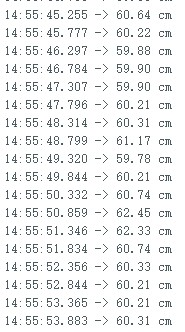 14:55:45.255 -> 60.64 cm
14:55:45.777 -> 60.22 cm
14:55:46.297 -> 59.88 cm
14:55:46.784 -> 59.90 cm
14:55:47.307 -> 59.90 cm
14:55:47.796 -> 60.21 cm
14:55:48.314 -> 60.31 cm
14:55:48.799 -> 61.17 cm
14:55:49.320 -> 59.78 cm
14:55:49.844 -> 60.21 cm
14:55:50.332 -> 60.74 cm
14:55:50.859 -> 62.45 cm
14:55:51.346 -> 62.33 cm
14:55:51.834 -> 60.74 cm
14:55:52.356 -> 60.33 cm
14:55:52.844 -> 60.21 cm
14:55:53.365 -> 60.21 cm
14:55:53.883 -> 60.31 cm